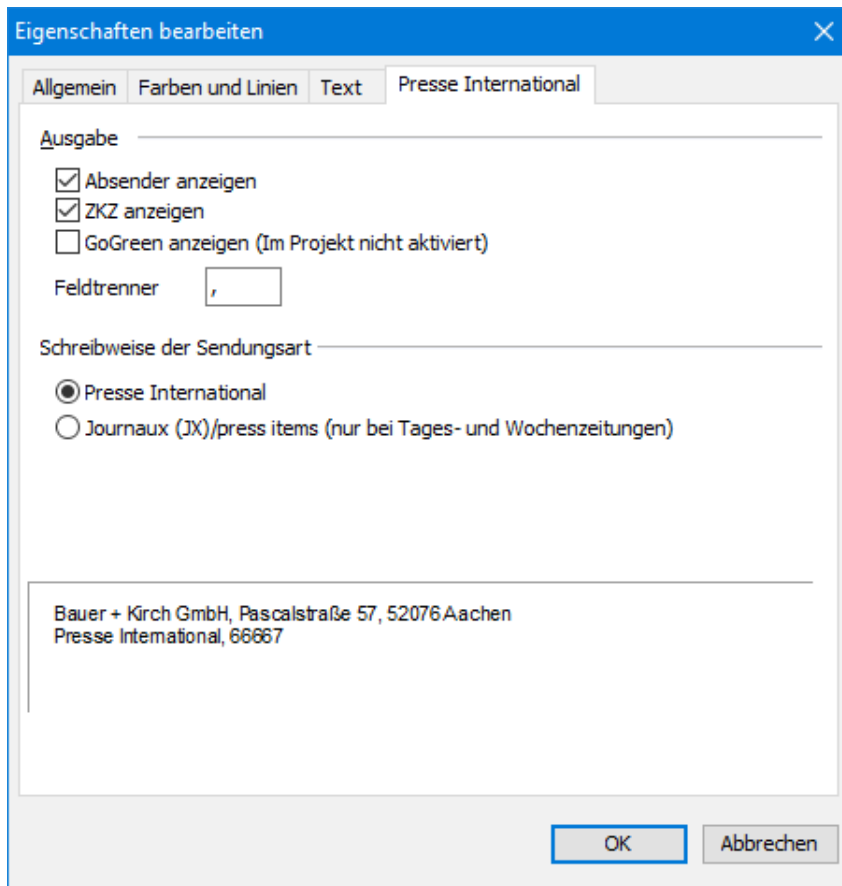 Eigenschaften bearbeiten
Allgemein Farben und Linien Text Presse International
Ausgabe
Absender anzeigen
ZKZ anzeigen
GoGreen anzeigen (Im Projekt nicht aktiviert)
Feldtrenner ,
Schreibweise der Sendungsart
Presse International
Journaux (JX)/press items (nur bei Tages- und Wochenzeitungen)
Bauer + Kirch GmbH, Pascalstraße 57, 52076 Aachen
Presse International, 66667
OK Abbrechen